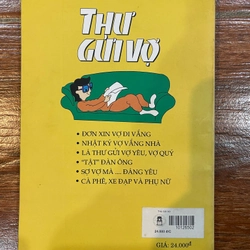 THƯ
GỬI VỢ
• ĐƠN XIN VỢ ĐI VẮNG
• NHẬT KÝ VỢ VẮNG NHÀ
• LÁ THƯ GỬI VỢ YÊU, VỢ QUÝ
• "TẬT" ĐÀN ÔNG
• SỢ VỢ MÀ .... ĐÁNG YÊU
• CÀ PHÊ, XE ĐẠP VÀ PHỤ NỮ
GIÁ: 24.000đ